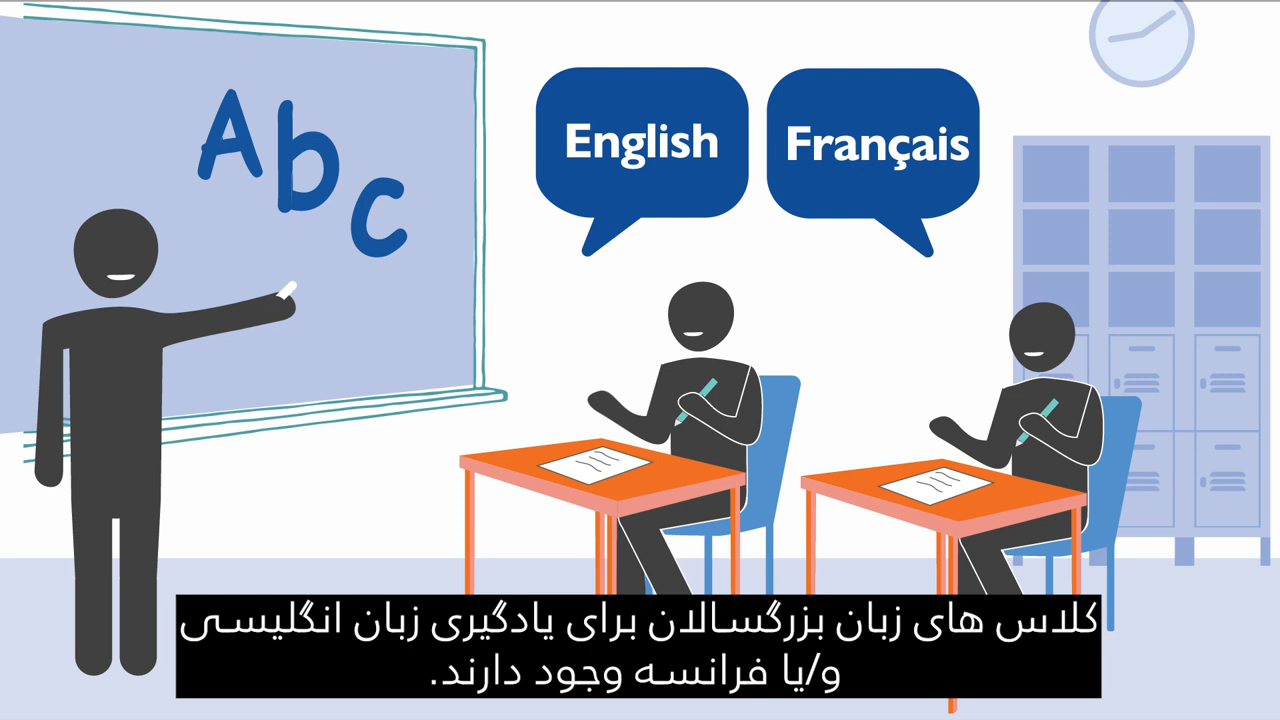 Abc
English
Français
کلاس های زبان بزرگسالان برای یادگیری زبان انگلیسی
و/یا فرانسه وجود دارند.